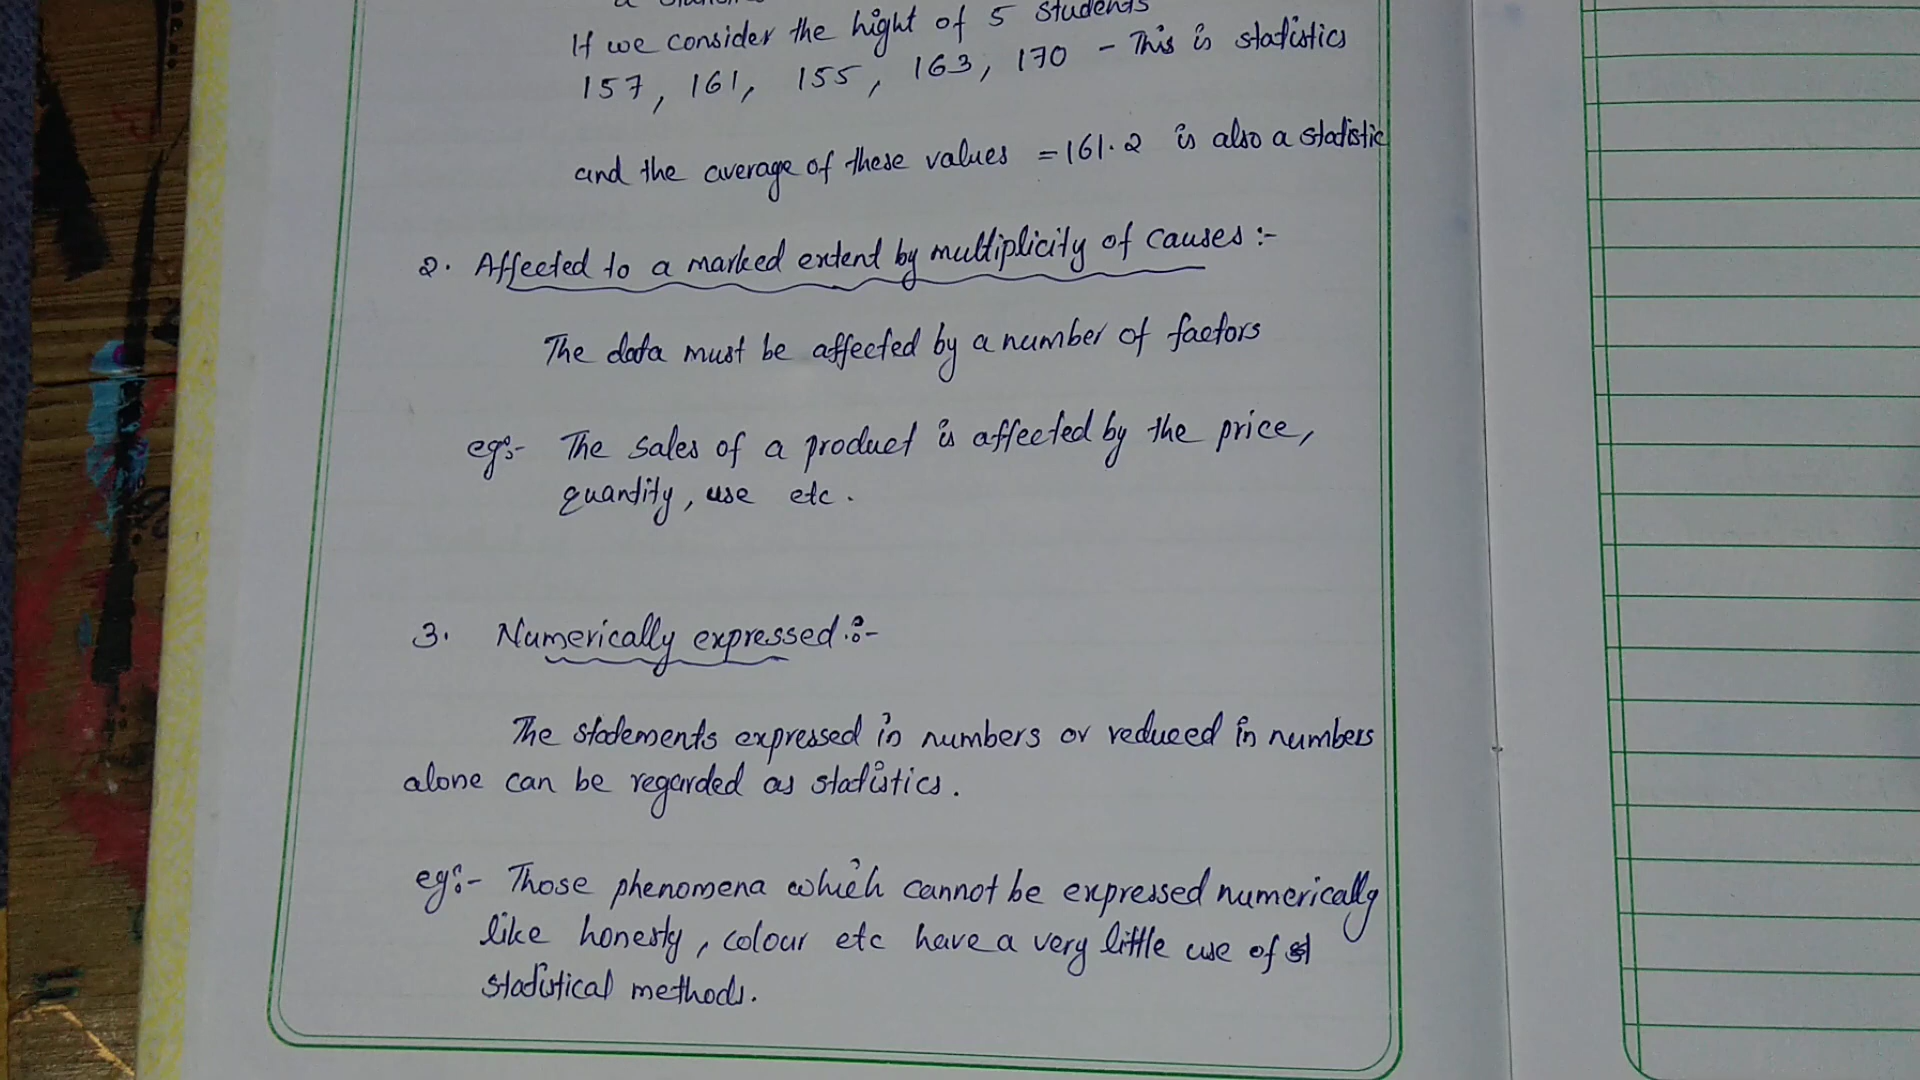 If we consider the hight of 5 students
157, 161, 155, 163, 170 - This is statistics
and the average of these values = 161.2 is also a statistic
2. Affected to a marked extent by multiplicity of causes :-
The data must be affected by a number of factors
eg:- The sales of a product is affected by the price,
quantity, use etc.
3. Numerically expressed :-
The statements expressed in numbers or reduced in numbers
alone can be regarded as statistics.
eg:- Those phenomena which cannot be expressed numerically
like honesty, colour etc have a very little use of st
statistical methods.